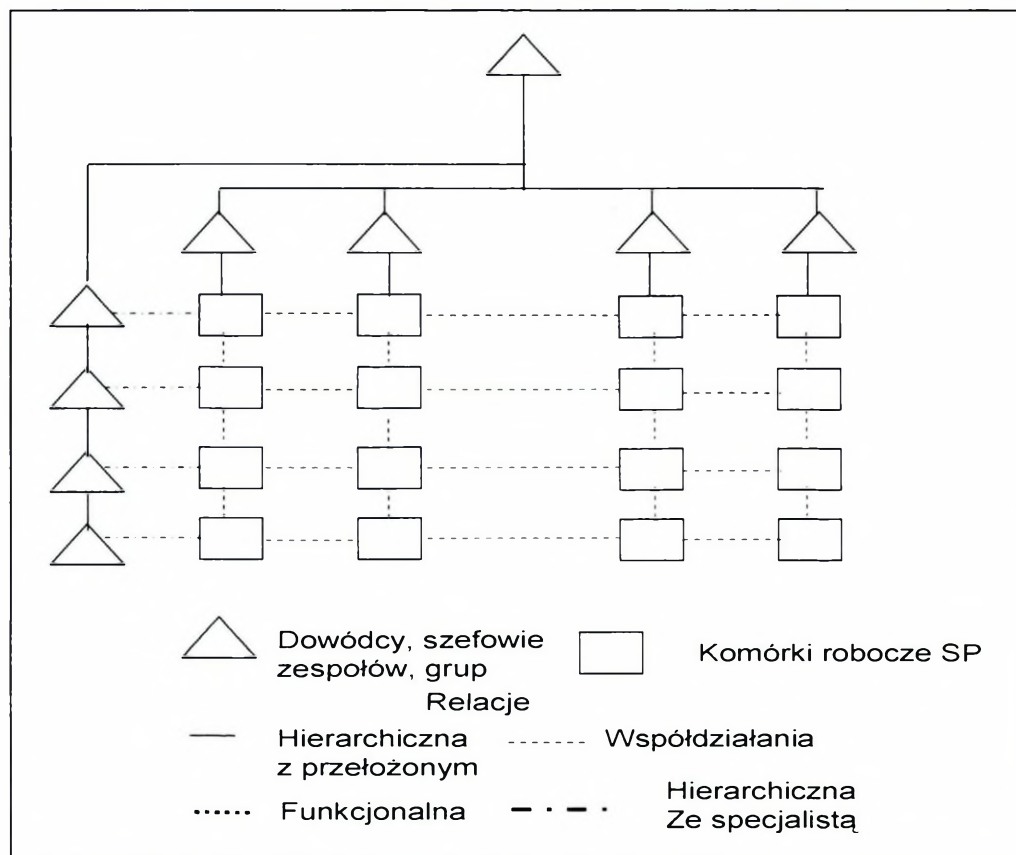 Dowódcy, szefowie
zespołów, grup
Komórki robocze SP
Relacje
Hierarchiczna
z przełożonym
Współdziałania
Funkcjonalna
Hierarchiczna
Ze specjalistą